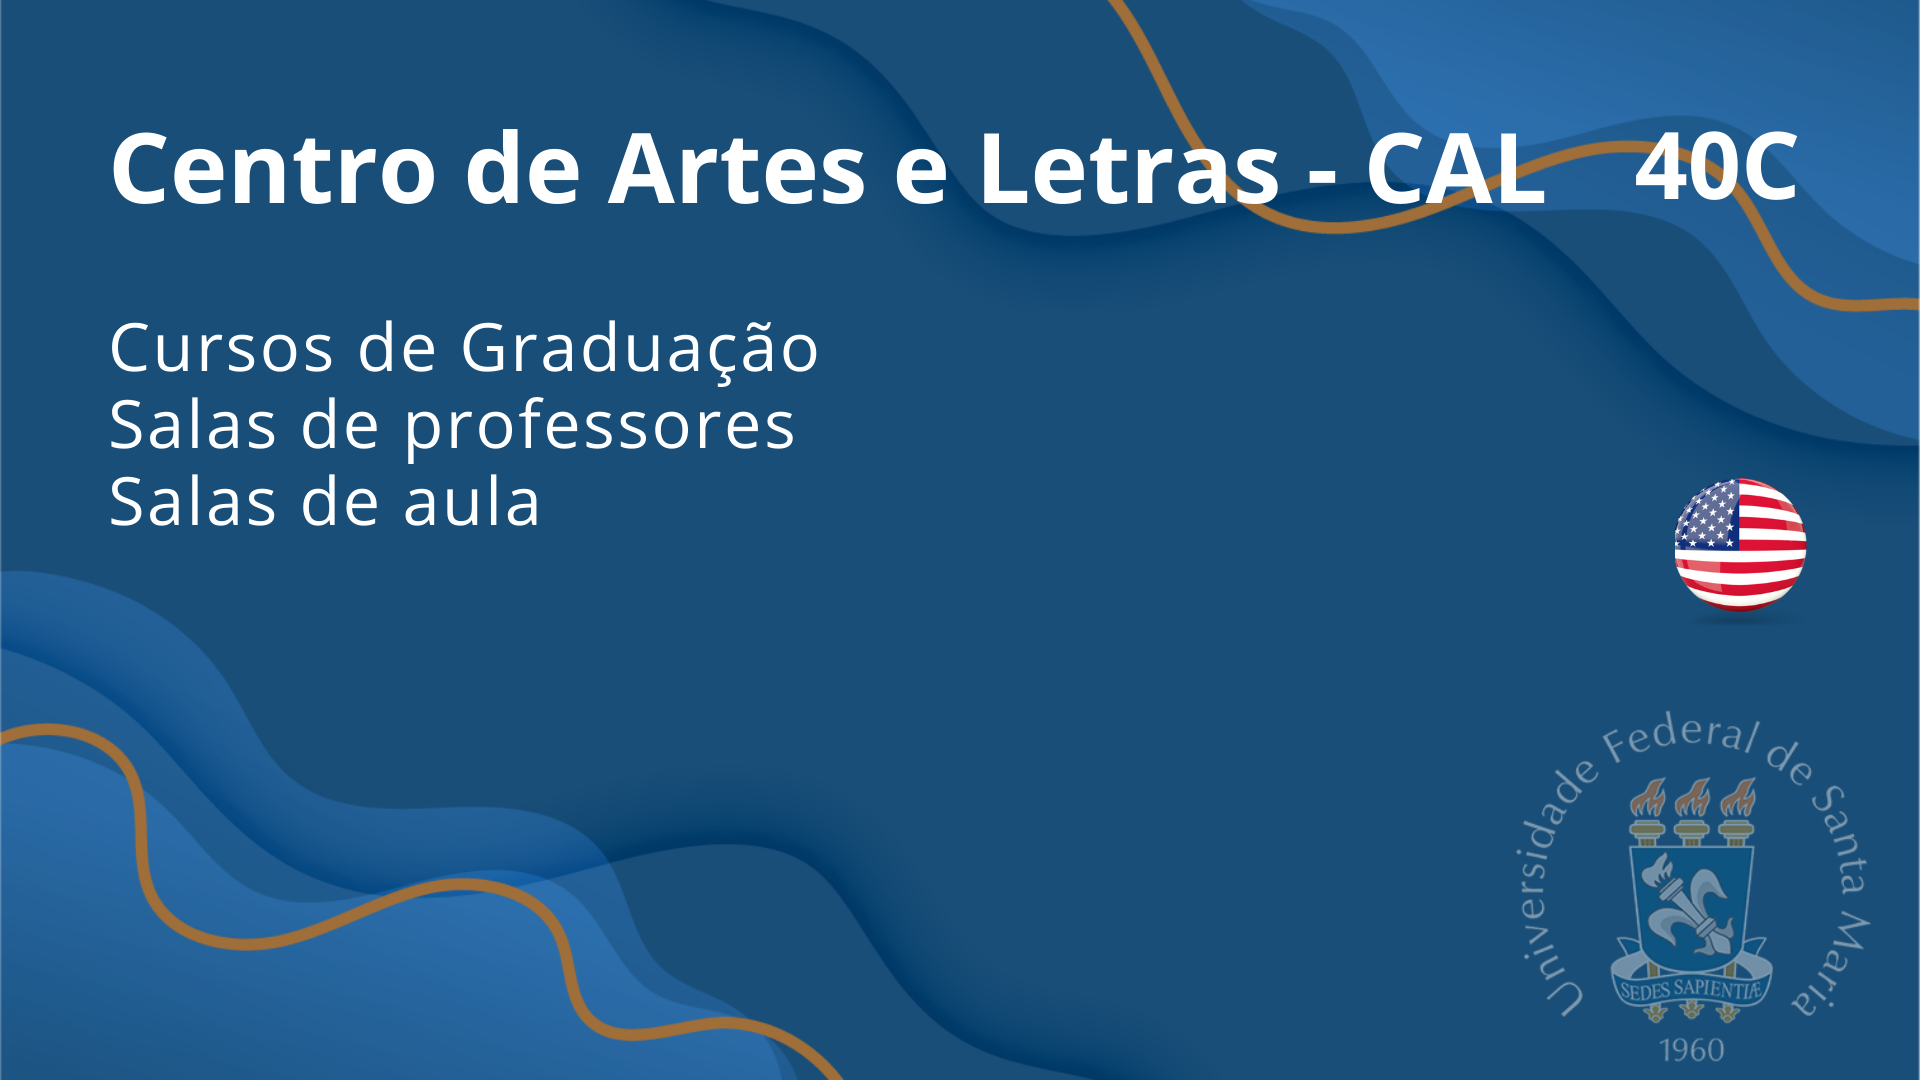 Centro de Artes e Letras - CAL 40C
Cursos de Graduação
Salas de professores
Salas de aula
Universidade Federal de Santa Maria
SEDES SAPIENTIÆ
1960